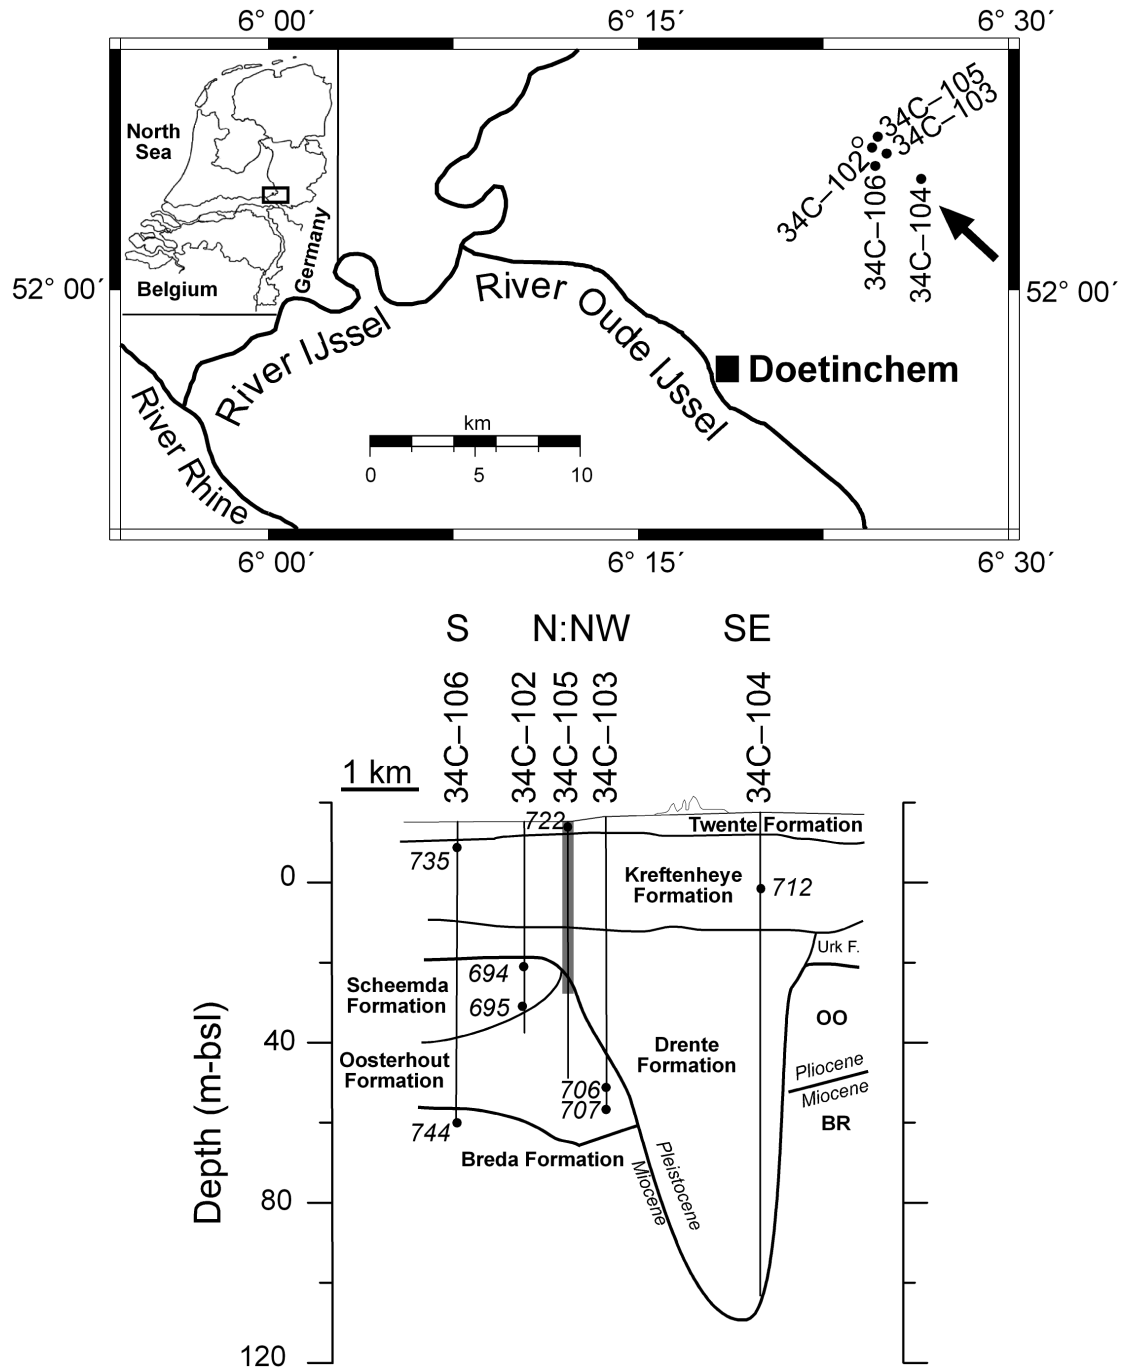 6° 00´
6° 15´
6° 30´
North
Sea
Germany
Belgium
34C–105
34C–103
34C–102
34C–106
34C–104
52° 00´
52° 00´
River Oude IJssel
River IJssel
Doetinchem
River Rhine
km
0
5
10
6° 00´
6° 15´
6° 30´
S
N:NW
SE
34C–106
34C–102
34C–105
34C–103
34C–104
1 km
722
Twente Formation
735
0
Kreftenheye
Formation
712
Urk F.
694
Scheemda
Formation
695
OO
Depth (m-bsl)
40
Drente
Formation
Oosterhout
Formation
Pliocene
Miocene
706
707
BR
744
Breda Formation
Pleistocene
Miocene
80
120